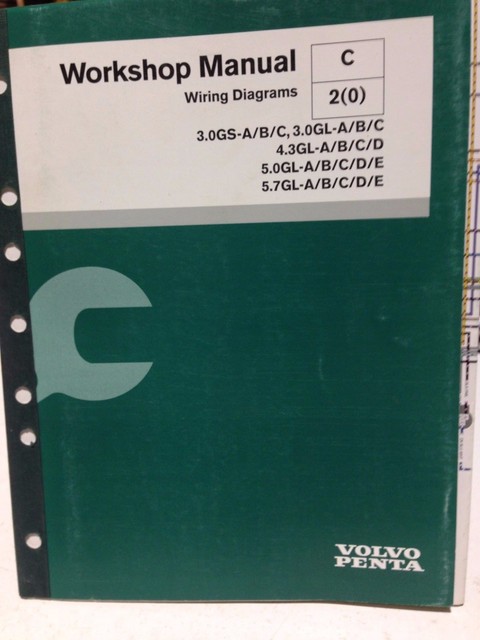 Workshop Manual
Wiring Diagrams
C
2(0)
3.0GS-A/B/C, 3.0GL-A/B/C
4.3GL-A/B/C/D
5.0GL-A/B/C/D/E
5.7GL-A/B/C/D/E
VOLVO
PENTA